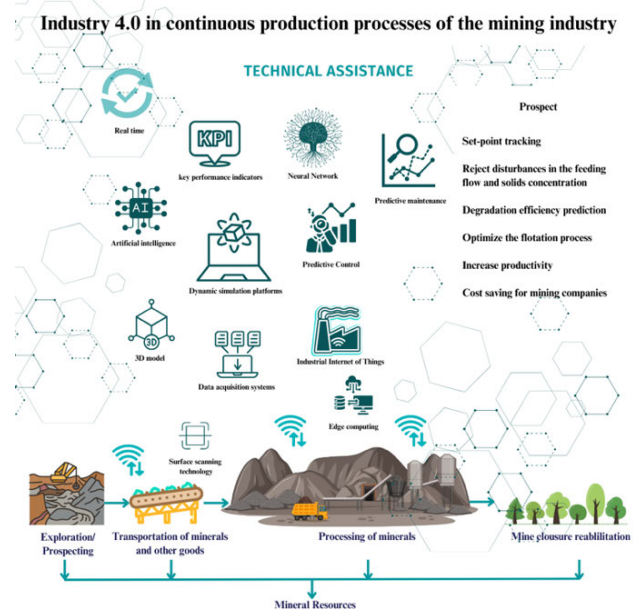 Industry 4.0 in continuous production processes of the mining industry
TECHNICAL ASSISTANCE
Real time
KPI
key performance indicators
Neural Network
Predictive maintenance
Prospect
Set-point tracking
Reject disturbances in the feeding
flow and solids concentration
Degradation efficiency prediction
Optimize the flotation process
Increase productivity
Cost saving for mining companies
AI
Artificial intelligence
Dynamic simulation platforms
Predictive Control
3D
3D model
Data acquisition systems
Industrial Internet of Things
Edge computing
Surface scanning
technology
Exploration/
Prospecting
Transportation of minerals
and other goods
Processing of minerals
Mine clousure reablilitation
Mineral Resources